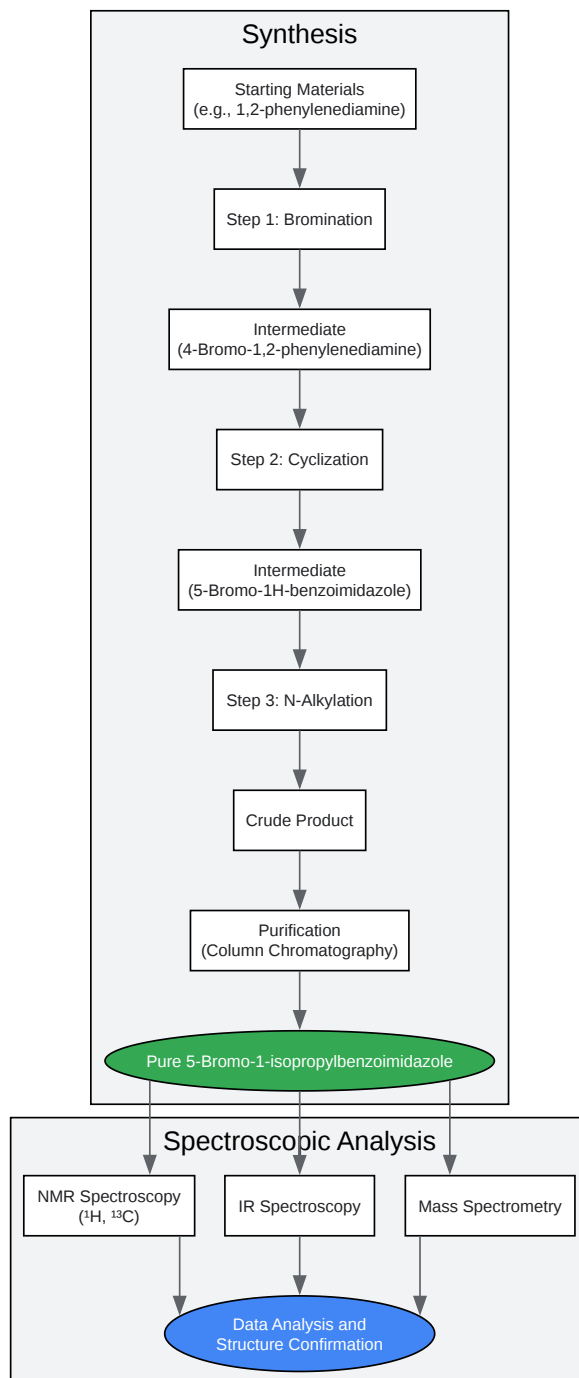 Synthesis
Starting Materials
(e.g., 1,2-phenylenediamine)
Step 1: Bromination
Intermediate
(4-Bromo-1,2-phenylenediamine)
Step 2: Cyclization
Intermediate
(5-Bromo-1H-benzoimidazole)
Step 3: N-Alkylation
Crude Product
Purification
(Column Chromatography)
Pure 5-Bromo-1-isopropylbenzoimidazole
Spectroscopic Analysis
NMR Spectroscopy
(¹H, ¹³C)
IR Spectroscopy
Mass Spectrometry
Data Analysis and
Structure Confirmation